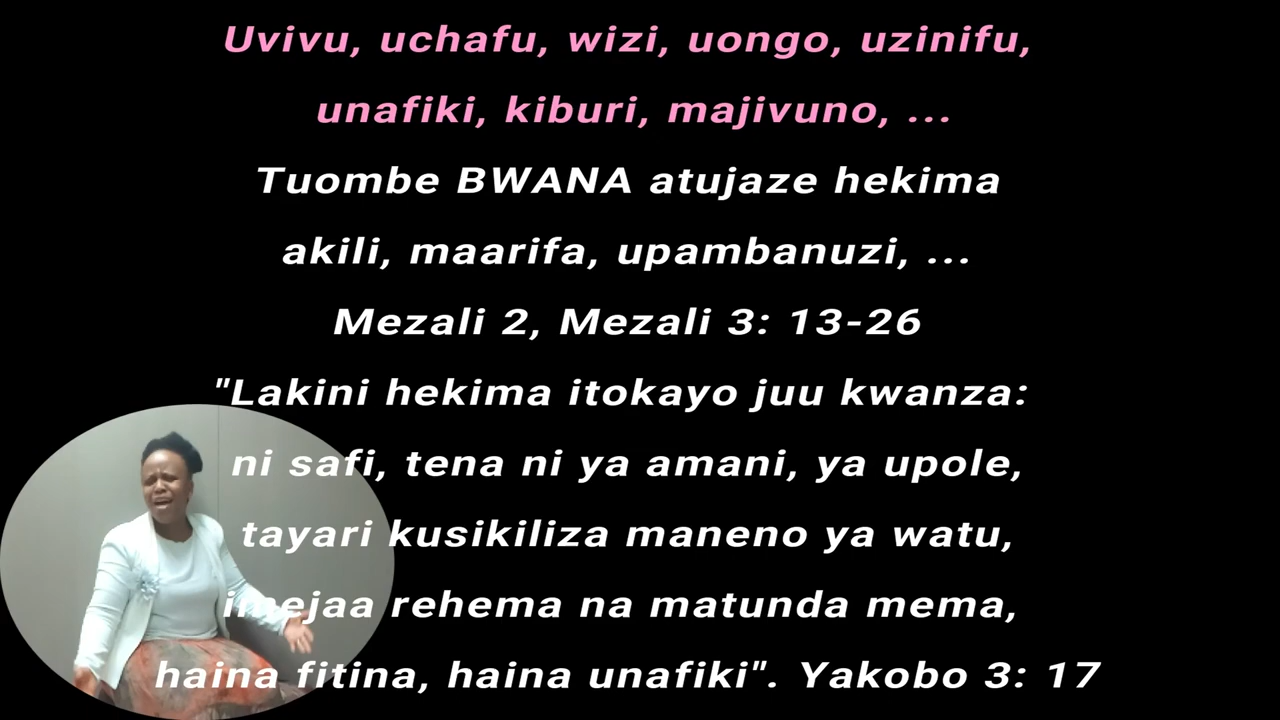 Uvivu, uchafu, wizi, uongo, uzinifu,
unafiki, kiburi, majivuno, ...
Tuombe BWANA atujaze hekima
akili, maarifa, upambanuzi, ...
Mezali 2, Mezali 3: 13-26
"Lakini hekima itokayo juu kwanza:
ni safi, tena ni ya amani, ya upole,
tayari kusikiliza maneno ya watu,
imejaa rehema na matunda mema,
haina fitina, haina unafiki". Yakobo 3: 17